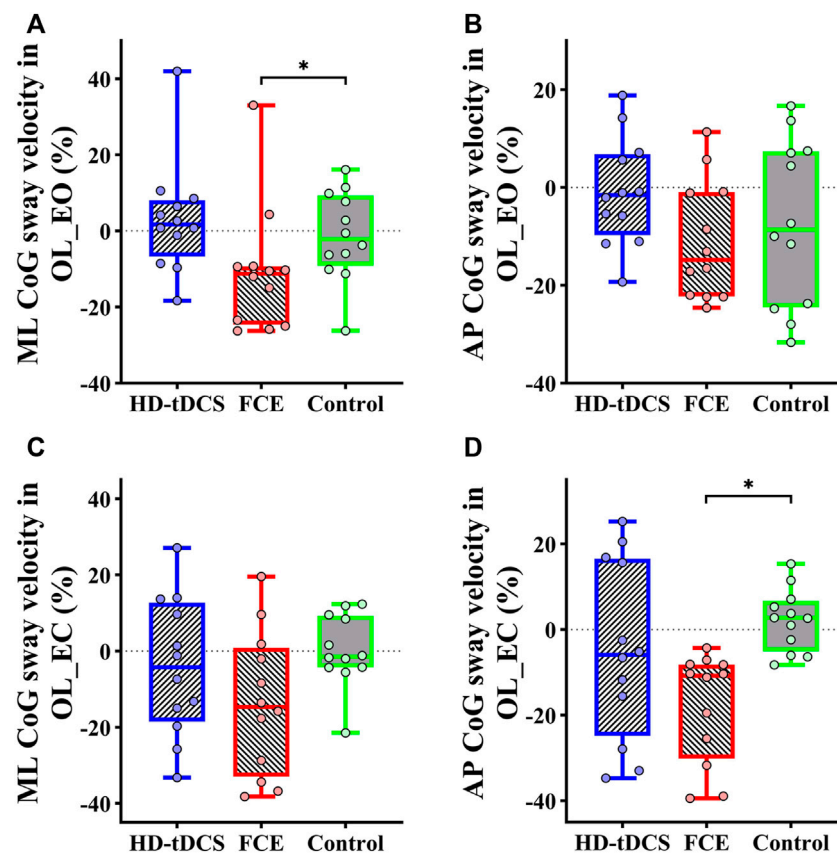 A
ML CoG sway velocity in
OL_EO (%)
40
20
0
-20
-40
*
HD-tDCS FCE Control
B
AP CoG sway velocity in
OL_EO (%)
20
0
-20
-40
HD-tDCS FCE Control
C
ML CoG sway velocity in
OL_EC (%)
40
20
0
-20
-40
HD-tDCS FCE Control
D
AP CoG sway velocity in
OL_EC (%)
20
0
-20
-40
*
HD-tDCS FCE Control